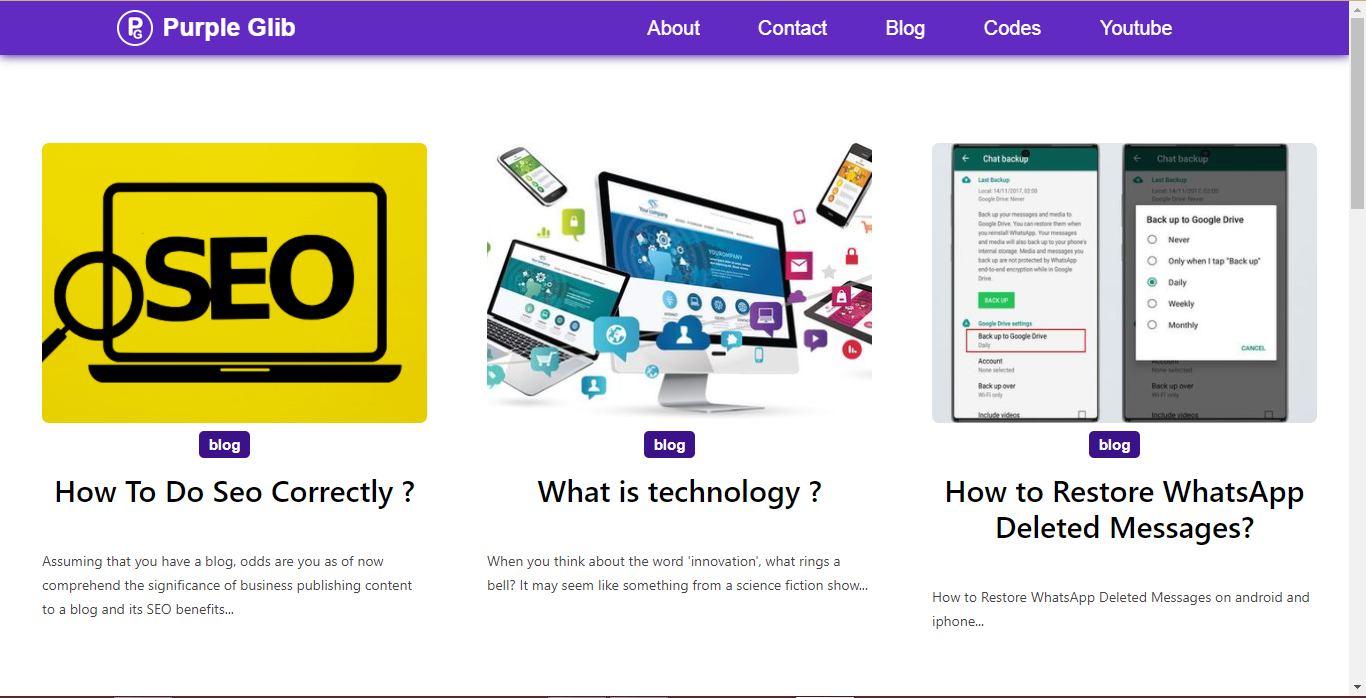 PG Purple Glib
About Contact Blog Codes Youtube
SEO
Your company
YOURCOMPANY
Chat backup
Last Backup
Local: 14/11/2017, 02:00
Google Drive: Never
Back up your messages and media to
Google Drive. You can restore them when
you reinstall WhatsApp. Your messages
and media will also back up to your phone's
internal storage. Media and messages you
back up are not protected by WhatsApp
end-to-end encryption while in Google
Drive.
BACK UP
Google Drive settings
Back up to Google Drive
Daily
Account
None selected
Back up over
Wi-Fi only
Include videos
Chat backup
Last Backup
Local: 14/11/2017, 02:00
Google Drive: Never
Back up to Google Drive
Never
Only when I tap "Back up"
Daily
Weekly
Monthly
CANCEL
Account
None selected
Back up over
Wi-Fi only
Include videos
blog
How To Do Seo Correctly ?
Assuming that you have a blog, odds are you as of now
comprehend the significance of business publishing content
to a blog and its SEO benefits...
blog
What is technology ?
When you think about the word 'innovation', what rings a
bell? It may seem like something from a science fiction show...
blog
How to Restore WhatsApp
Deleted Messages?
How to Restore WhatsApp Deleted Messages on android and
iphone...